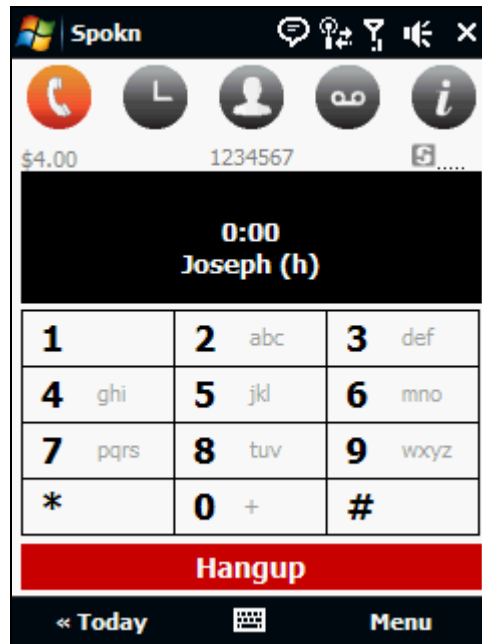 Spokn
$4.00 1234567
0:00
Joseph (h)
1 2 abc 3 def
4 ghi 5 jkl 6 mno
7 pqrs 8 tuv 9 wxyz
* 0 + #
Hangup
« Today Menu